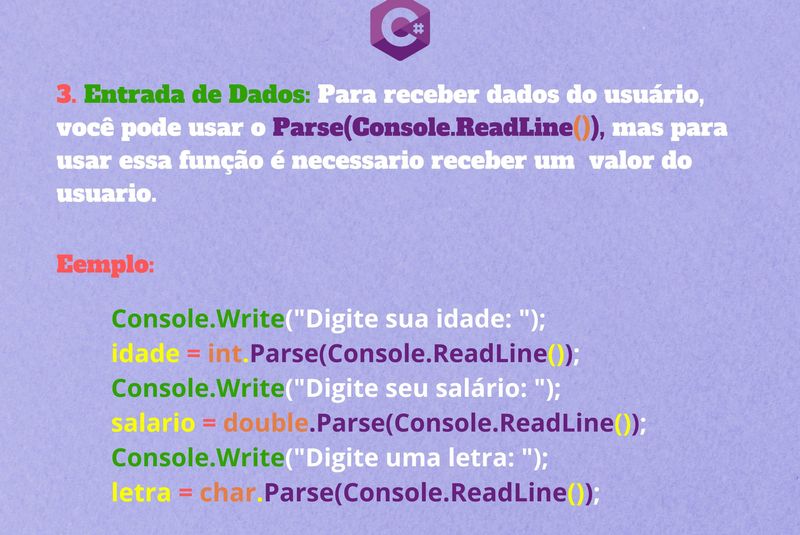 C#
3. Entrada de Dados: Para receber dados do usuário,
você pode usar o Parse(Console.ReadLine()), mas para
usar essa função é necessario receber um  valor do
usuario.
Eemplo:
Console.Write("Digite sua idade: ");
idade = int.Parse(Console.ReadLine());
Console.Write("Digite seu salário: ");
salario = double.Parse(Console.ReadLine());
Console.Write("Digite uma letra: ");
letra = char.Parse(Console.ReadLine());